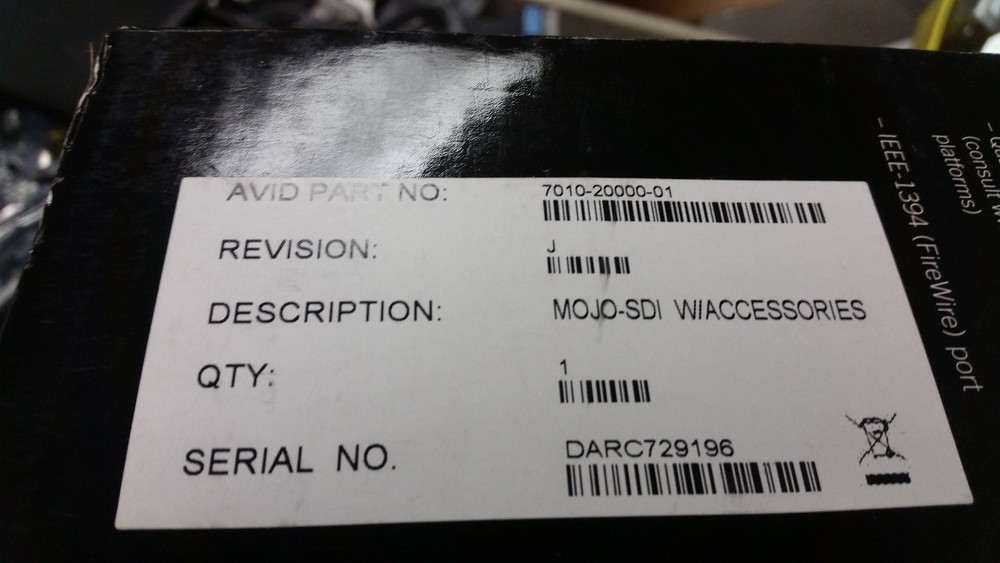 AVID PART NO: 7010-20000-01
REVISION: J
DESCRIPTION: MOJO-SDI W/ACCESSORIES
QTY: 1
SERIAL NO. DARC729196
– IEEE-1394 (FireWire) port
(consult
platforms)